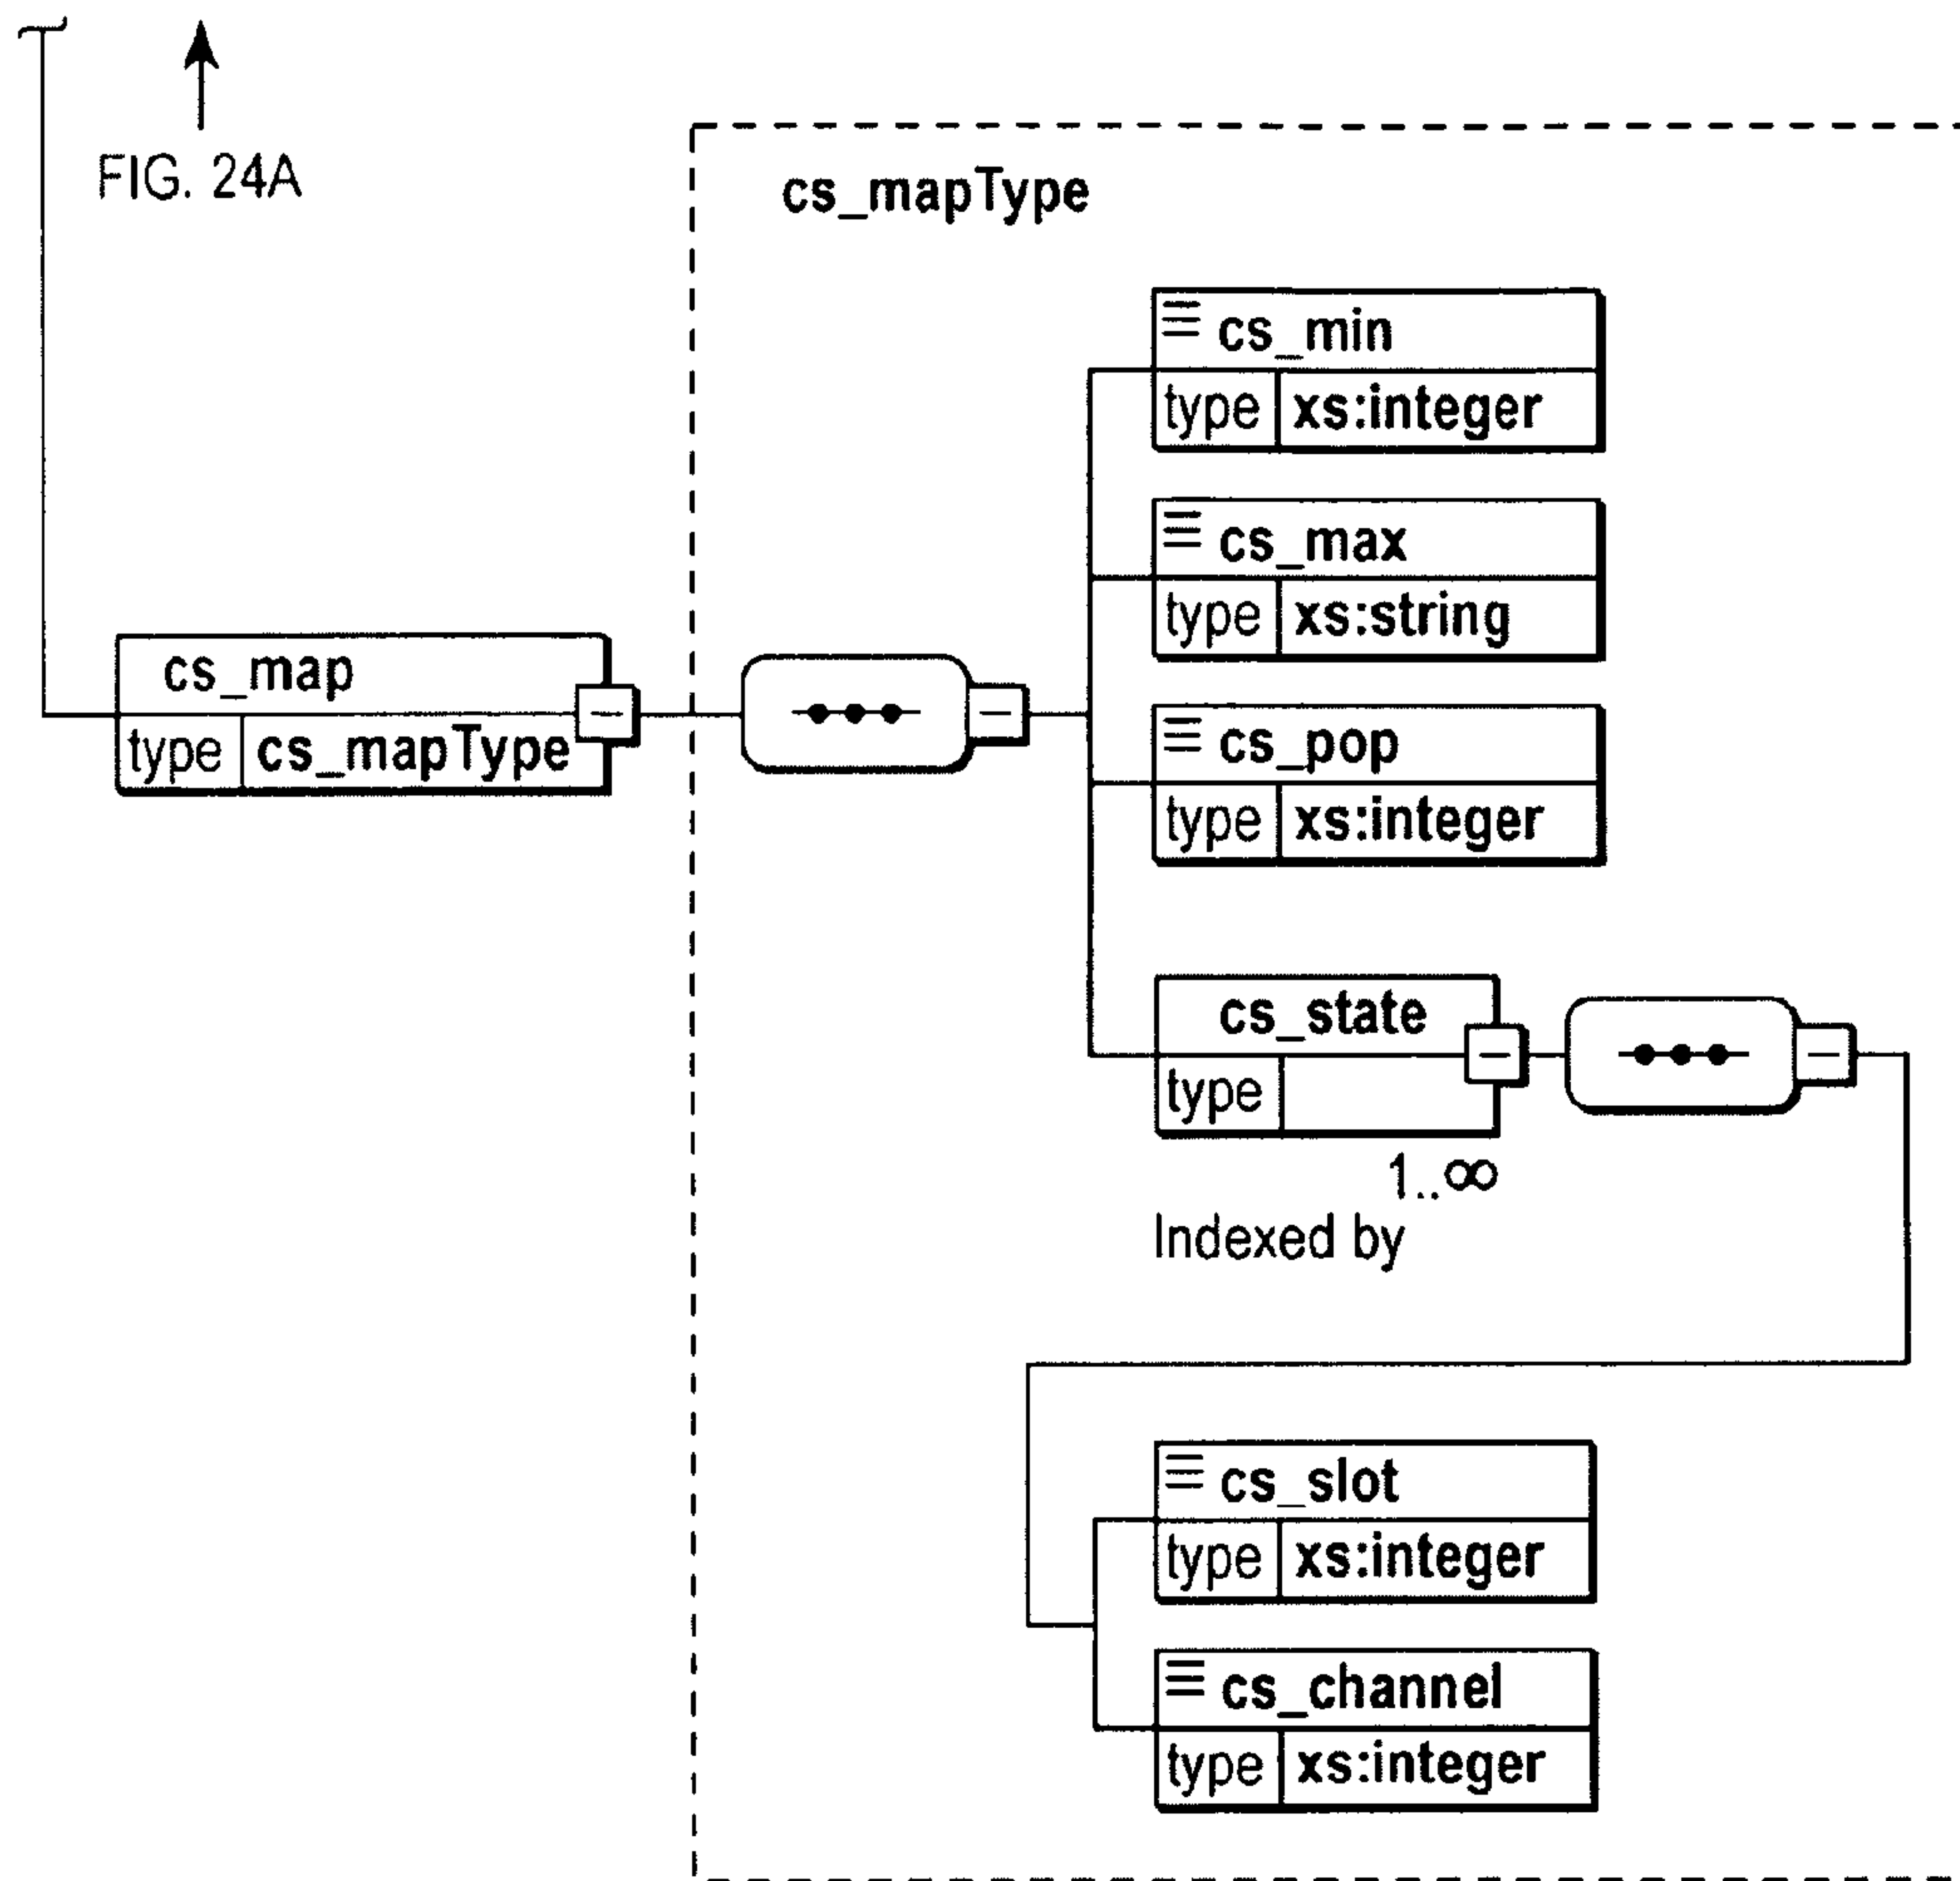 FIG. 24A
cs_mapType
cs_min
type xs:integer
cs_max
type xs:string
cs_map
type cs_mapType
cs_pop
type xs:integer
cs_state
type
1..∞
Indexed by
cs_slot
type xs:integer
cs_channel
type xs:integer